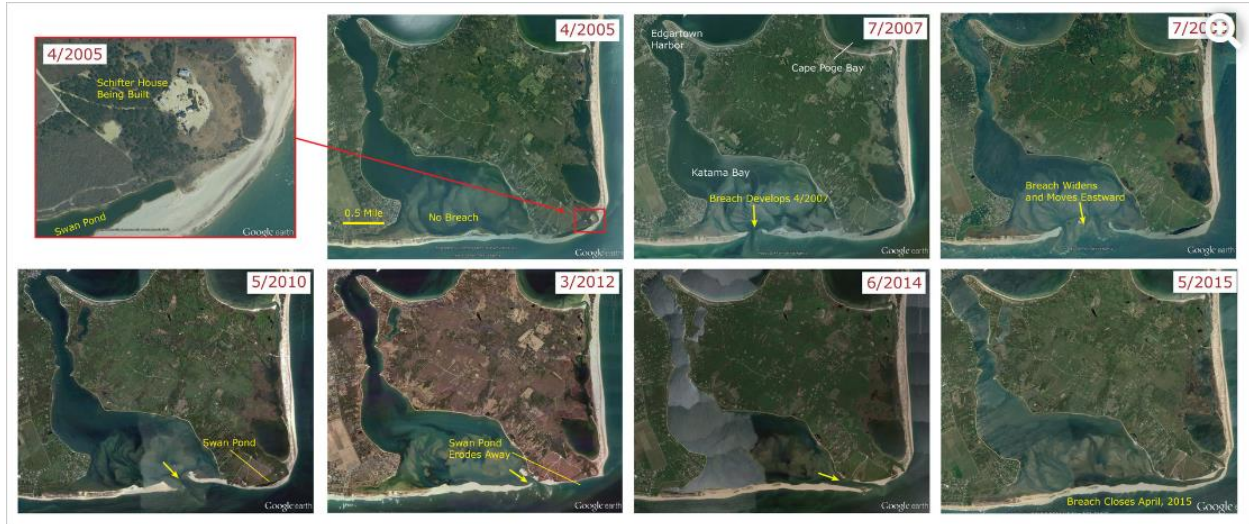 4/2005
Schifter House
Being Built
Swan Pond
Google earth
4/2005
0.5 Mile
No Breach
Google earth
7/2007
Edgartown
Harbor
Cape Poge Bay
Katama Bay
Breach Develops 4/2007
Google earth
7/20
Breach Widens
and Moves Eastward
Google earth
5/2010
Swan Pond
Google earth
3/2012
Swan Pond
Erodes Away
Google earth
6/2014
Google earth
5/2015
Breach Closes April, 2015
Google earth